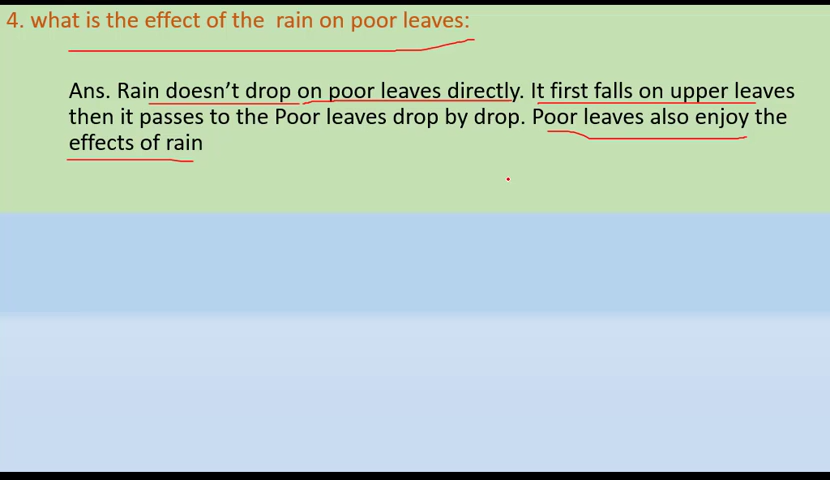 4. what is the effect of the rain on poor leaves:
Ans. Rain doesn't drop on poor leaves directly. It first falls on upper leaves
then it passes to the Poor leaves drop by drop. Poor leaves also enjoy the
effects of rain